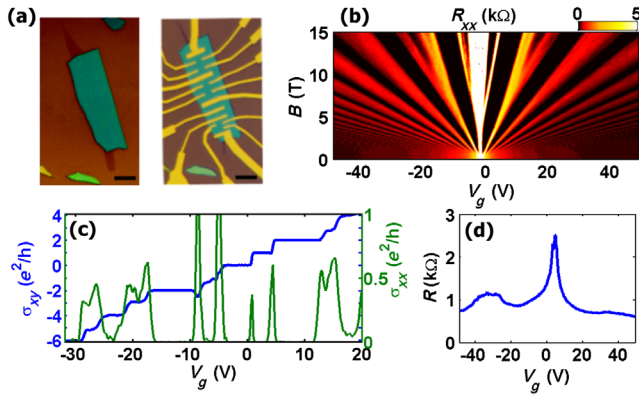 (a)
(b)
R_xx (kΩ)
0 5
15
10
5
0
B (T)
-40 -20 0 20 40
V_g (V)
(c)
4
2
0
-2
-4
-6
σ_xy (e²/h)
1
0.5
0
σ_xx (e²/h)
-30 -20 -10 0 10 20
V_g (V)
(d)
3
2
1
0
R (kΩ)
-40 -20 0 20 40
V_g (V)